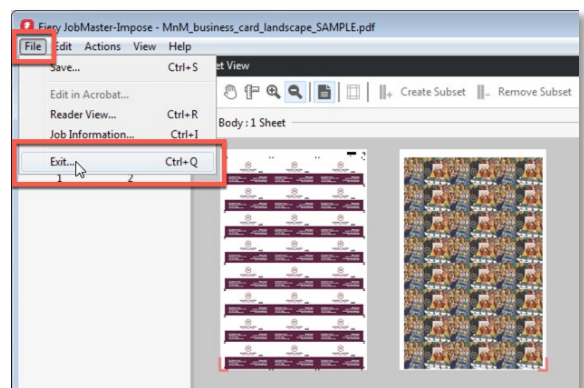 Fiery JobMaster-Impose - MnM_business_card_landscape_SAMPLE.pdf
File Edit Actions View Help
Save... Ctrl+S
et View
Edit in Acrobat...
Create Subset
Remove Subset
Reader View... Ctrl+R
Body : 1 Sheet
Job Information... Ctrl+I
Exit... Ctrl+Q
1 2